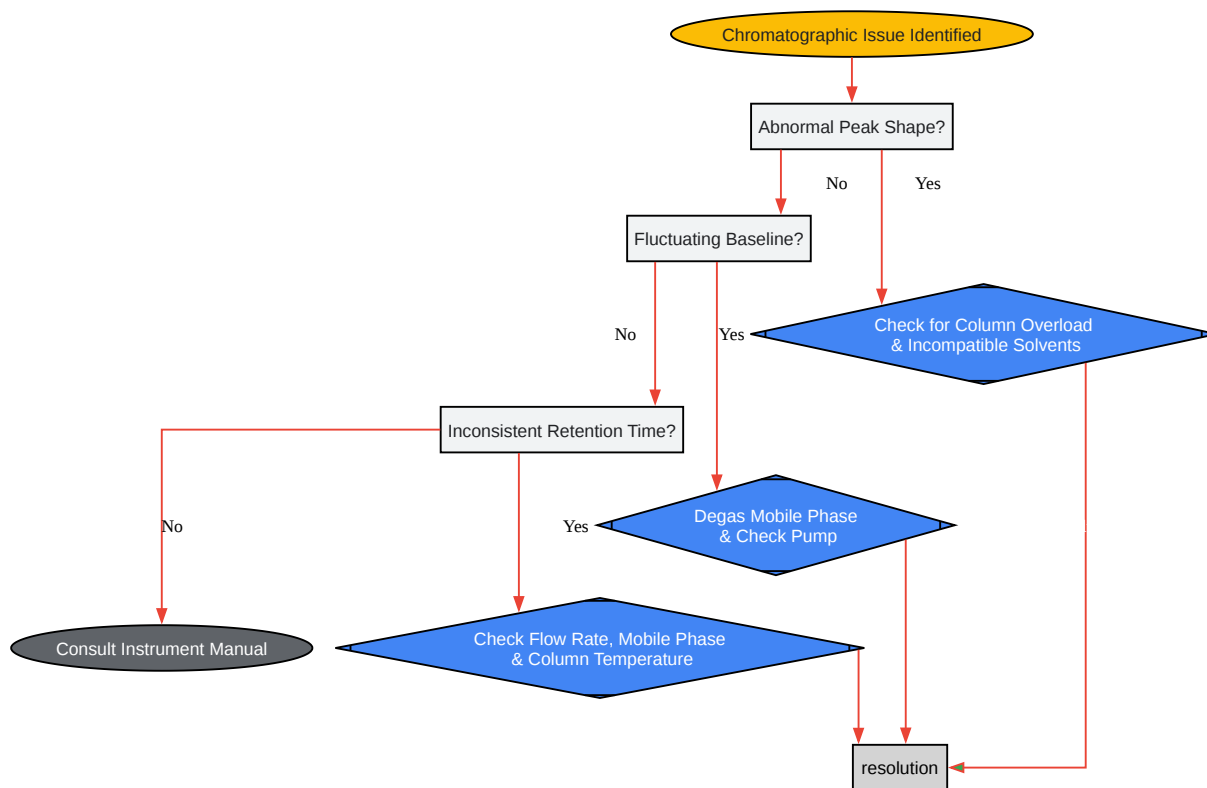 Chromatographic Issue Identified
Abnormal Peak Shape?
No
Yes
Fluctuating Baseline?
Check for Column Overload
& Incompatible Solvents
No
Yes
Inconsistent Retention Time?
Degas Mobile Phase
& Check Pump
No
Yes
Consult Instrument Manual
Check Flow Rate, Mobile Phase
& Column Temperature
resolution